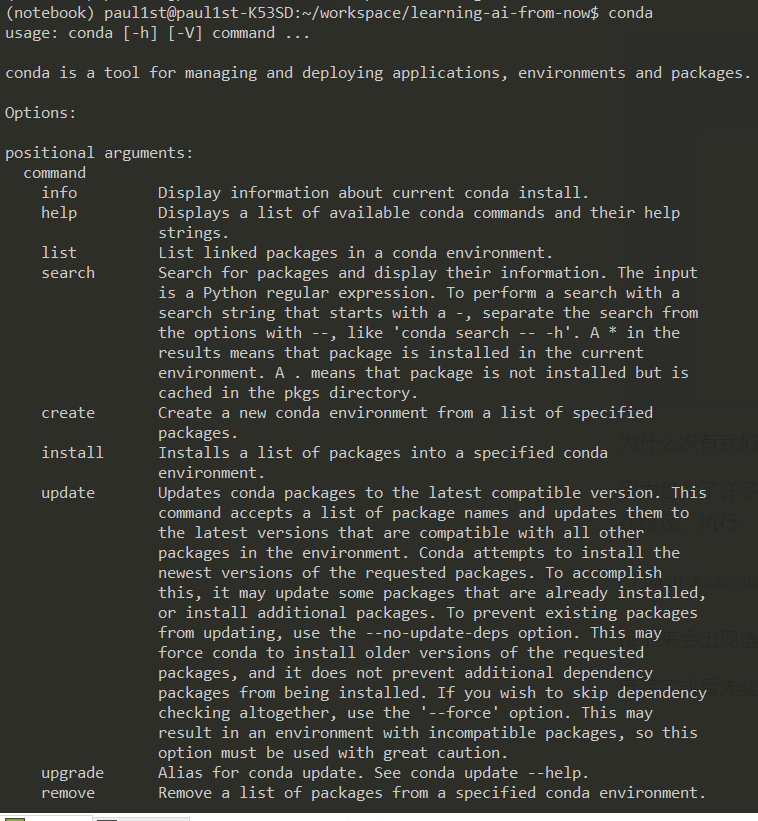 (notebook) paul1st@paul1st-K53SD:~/workspace/learning-ai-from-now$ conda
usage: conda [-h] [-V] command ...
conda is a tool for managing and deploying applications, environments and packages.
Options:
positional arguments:
command
info Display information about current conda install.
help Displays a list of available conda commands and their help
strings.
list List linked packages in a conda environment.
search Search for packages and display their information. The input
is a Python regular expression. To perform a search with a
search string that starts with a -, separate the search from
the options with --, like 'conda search -- -h'. A * in the
results means that package is installed in the current
environment. A . means that package is not installed but is
cached in the pkgs directory.
create Create a new conda environment from a list of specified
packages.
install Installs a list of packages into a specified conda
environment.
update Updates conda packages to the latest compatible version. This
command accepts a list of package names and updates them to
the latest versions that are compatible with all other
packages in the environment. Conda attempts to install the
newest versions of the requested packages. To accomplish
this, it may update some packages that are already installed,
or install additional packages. To prevent existing packages
from updating, use the --no-update-deps option. This may
force conda to install older versions of the requested
packages, and it does not prevent additional dependency
packages from being installed. If you wish to skip dependency
checking altogether, use the '--force' option. This may
result in an environment with incompatible packages, so this
option must be used with great caution.
upgrade Alias for conda update. See conda update --help.
remove Remove a list of packages from a specified conda environment.